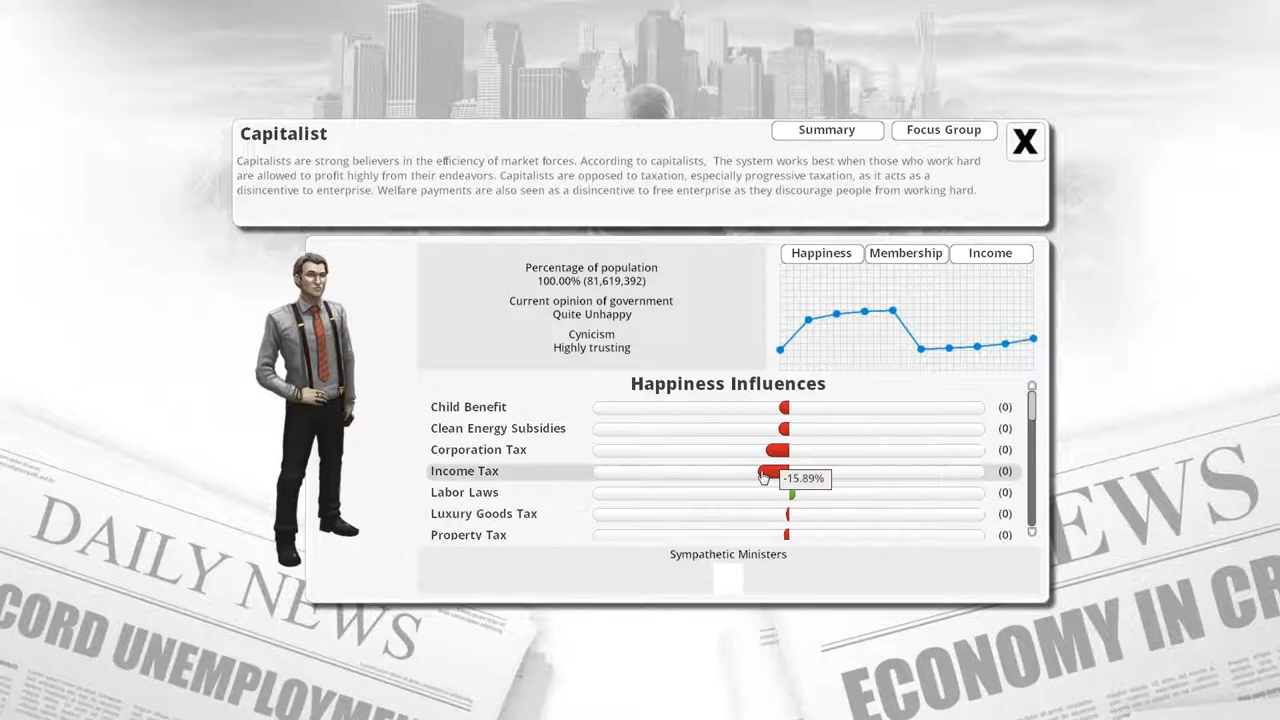 Capitalist
Summary
Focus Group
X
Capitalists are strong believers in the efficiency of market forces. According to capitalists, The system works best when those who work hard
are allowed to profit highly from their endeavors. Capitalists are opposed to taxation, especially progressive taxation, as it acts as a
disincentive to enterprise. Welfare payments are also seen as a disincentive to free enterprise as they discourage people from working hard.
Percentage of population
100.00% (81,619,392)
Current opinion of government
Quite Unhappy
Cynicism
Highly trusting
Happiness
Membership
Income
Happiness Influences
Child Benefit (0)
Clean Energy Subsidies (0)
Corporation Tax (0)
Income Tax (0)
-15.89%
Labor Laws (0)
Luxury Goods Tax (0)
Property Tax (0)
Sympathetic Ministers
DAILY NEWS
CORD UNEMPLOYME
EWS
ECONOMY IN CR